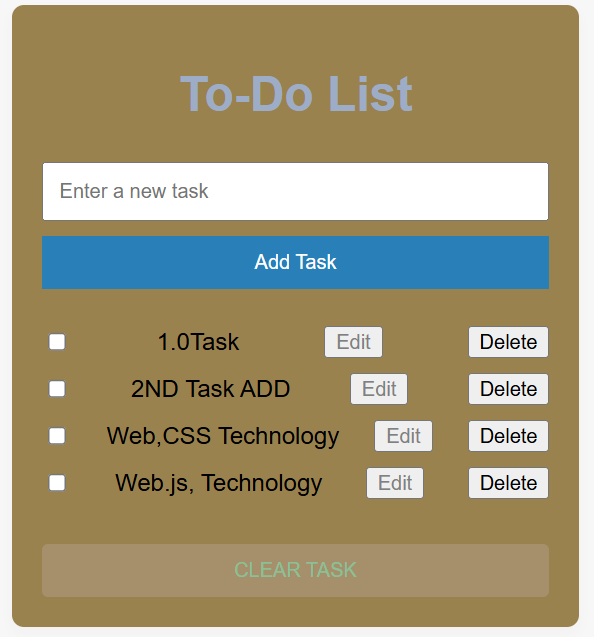 To-Do List
Enter a new task
Add Task
1.0Task Edit Delete
2ND Task ADD Edit Delete
Web,CSS Technology Edit Delete
Web.js, Technology Edit Delete
CLEAR TASK